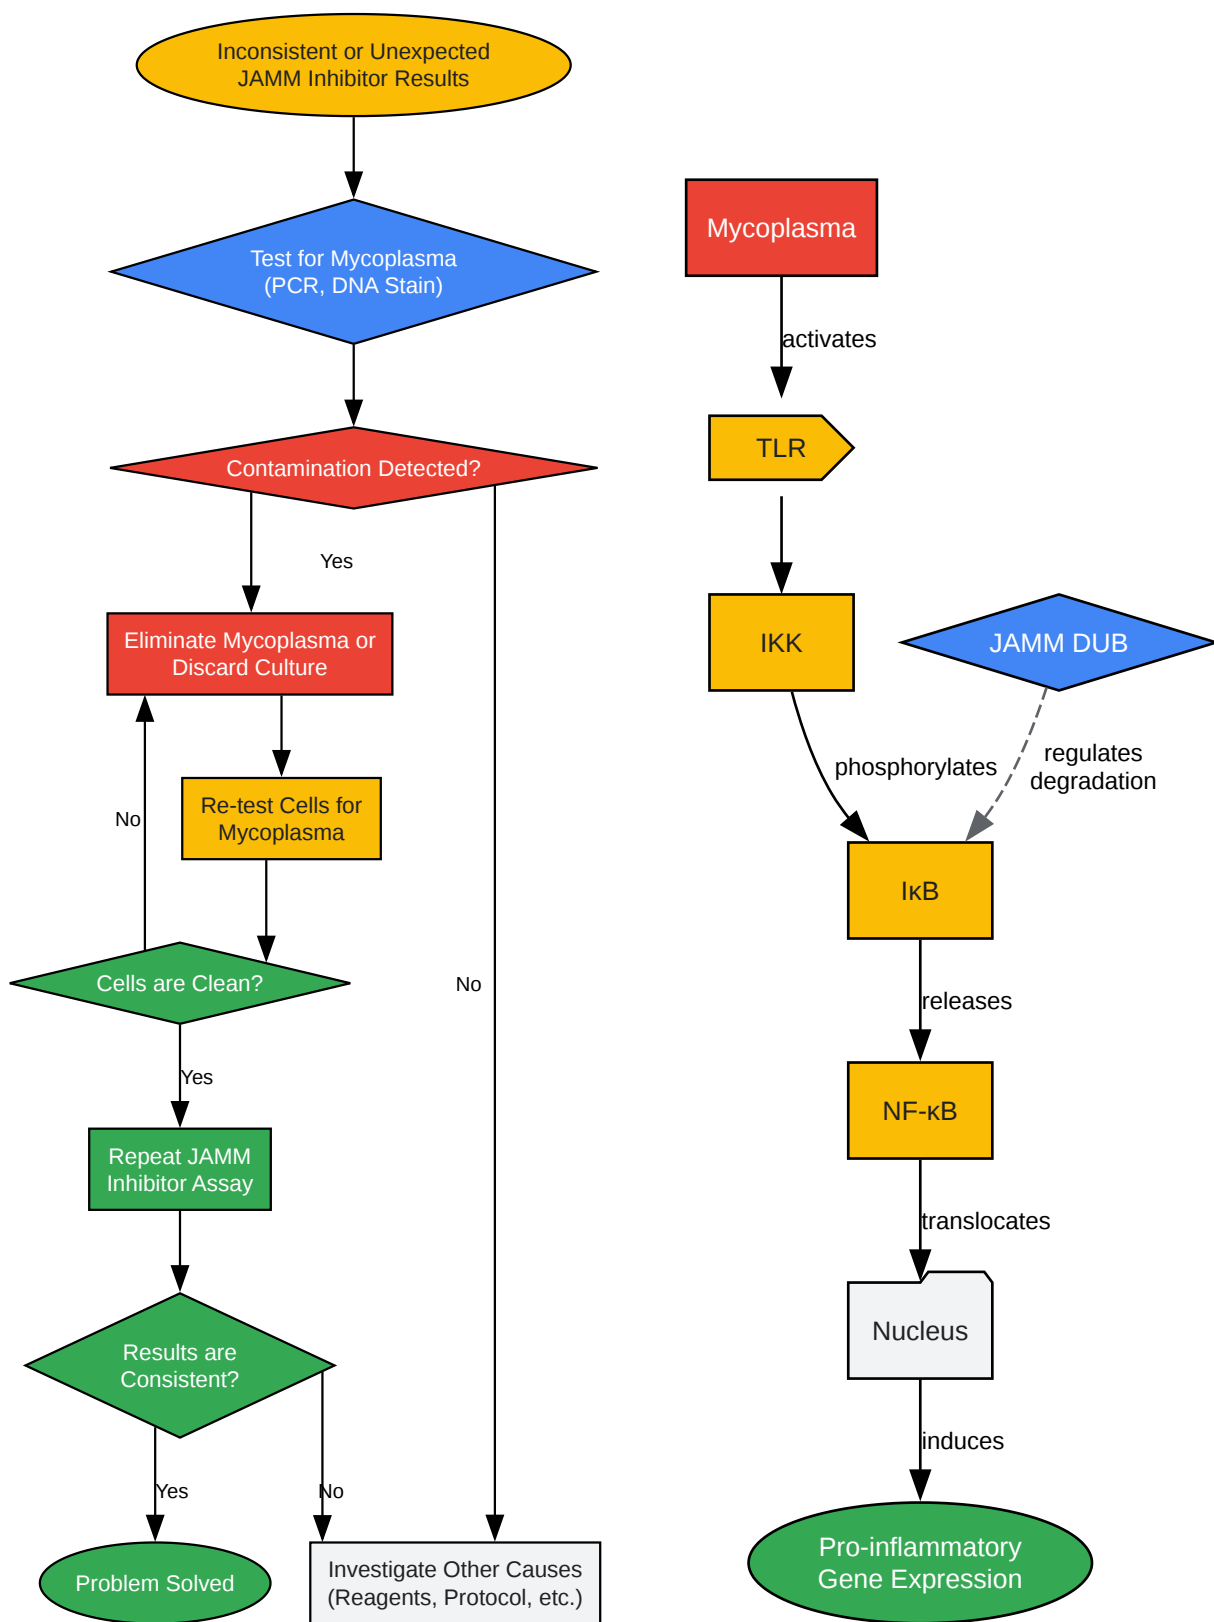 Inconsistent or Unexpected
JAMM Inhibitor Results
Test for Mycoplasma
(PCR, DNA Stain)
Contamination Detected?
Yes
Eliminate Mycoplasma or
Discard Culture
Re-test Cells for
Mycoplasma
No
Cells are Clean?
No
Yes
Repeat JAMM
Inhibitor Assay
Results are
Consistent?
Yes
No
Problem Solved
Investigate Other Causes
(Reagents, Protocol, etc.)
Mycoplasma
activates
TLR
IKK
JAMM DUB
phosphorylates
regulates
degradation
IκB
releases
NF-κB
translocates
Nucleus
induces
Pro-inflammatory
Gene Expression